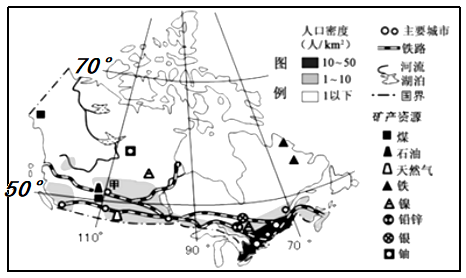 人口密度
(人/km²)
图
例
10~50
1~10
1以下
主要城市
铁路
河流
湖泊
国界
矿产资源
煤
石油
天然气
铁
镍
铅锌
银
铀
70°
50°
甲
110°
90°
70°